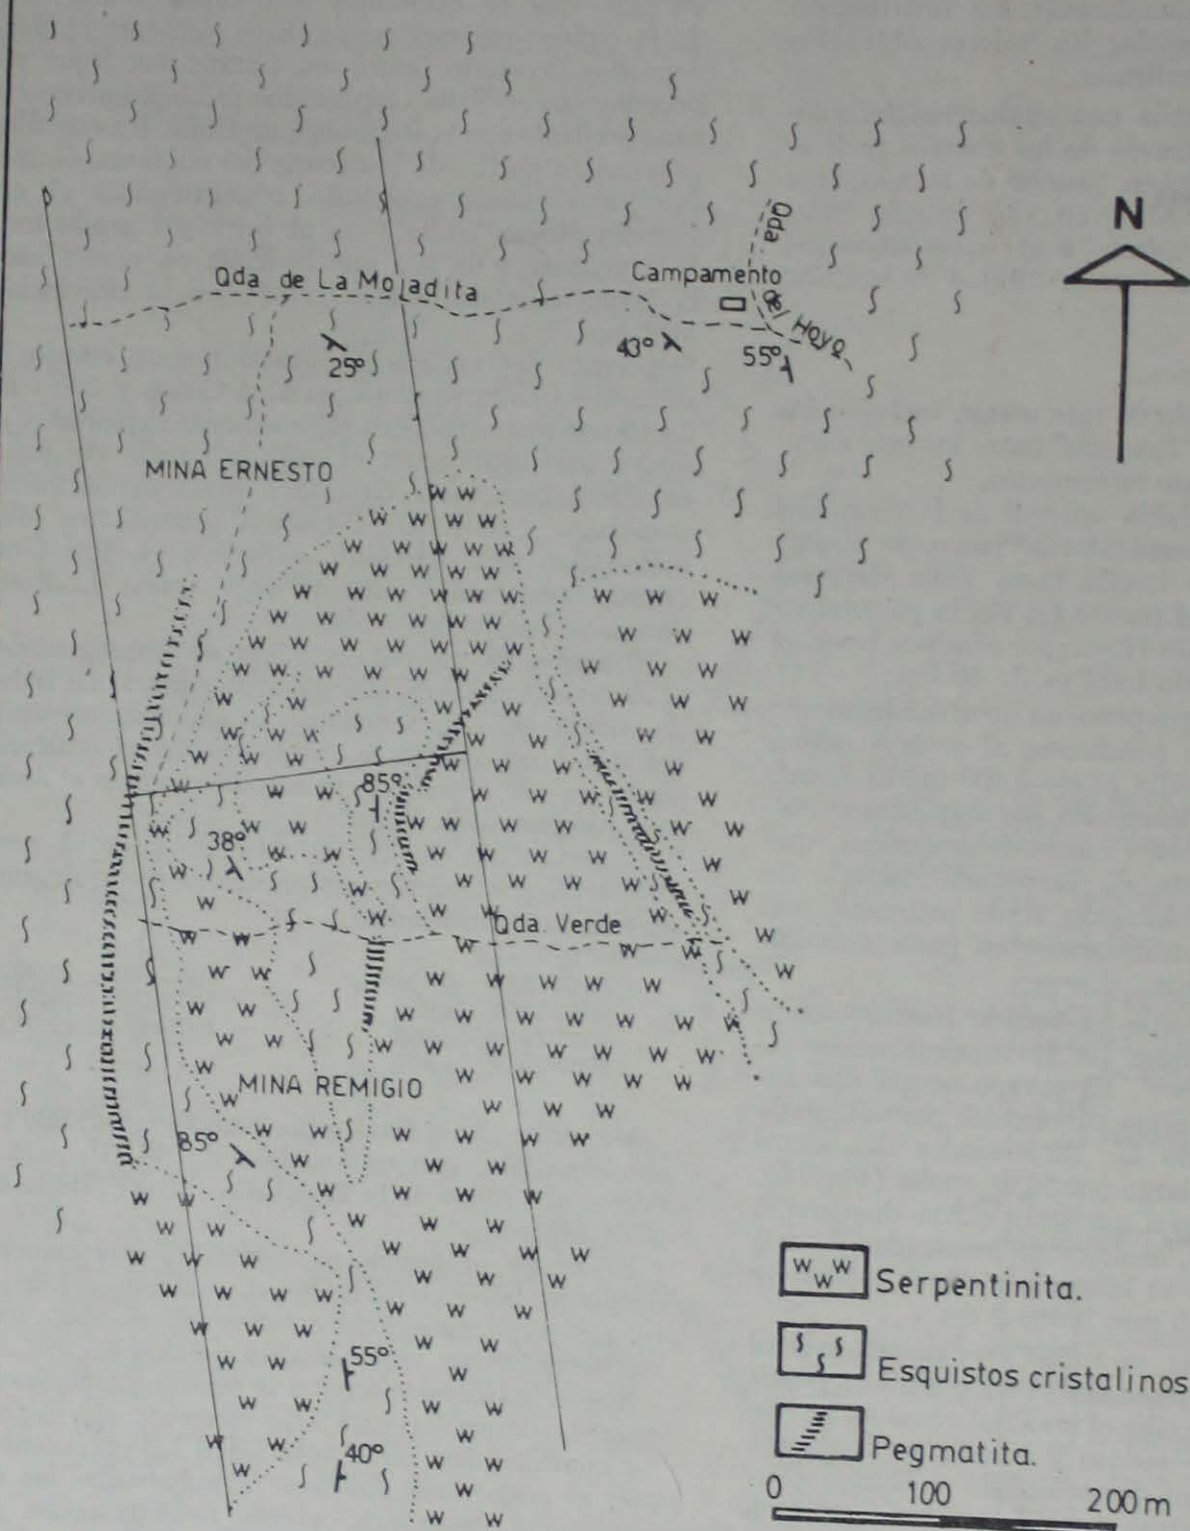 N
Qda
Qda de La Mojadita
Campamento
del Hoyo
25°
43°
55°
MINA ERNESTO
85°
38°
Qda. Verde
MINA REMIGIO
85°
55°
40°
Serpentinita.
Esquistos cristalinos
Pegmatita.
0 100 200 m